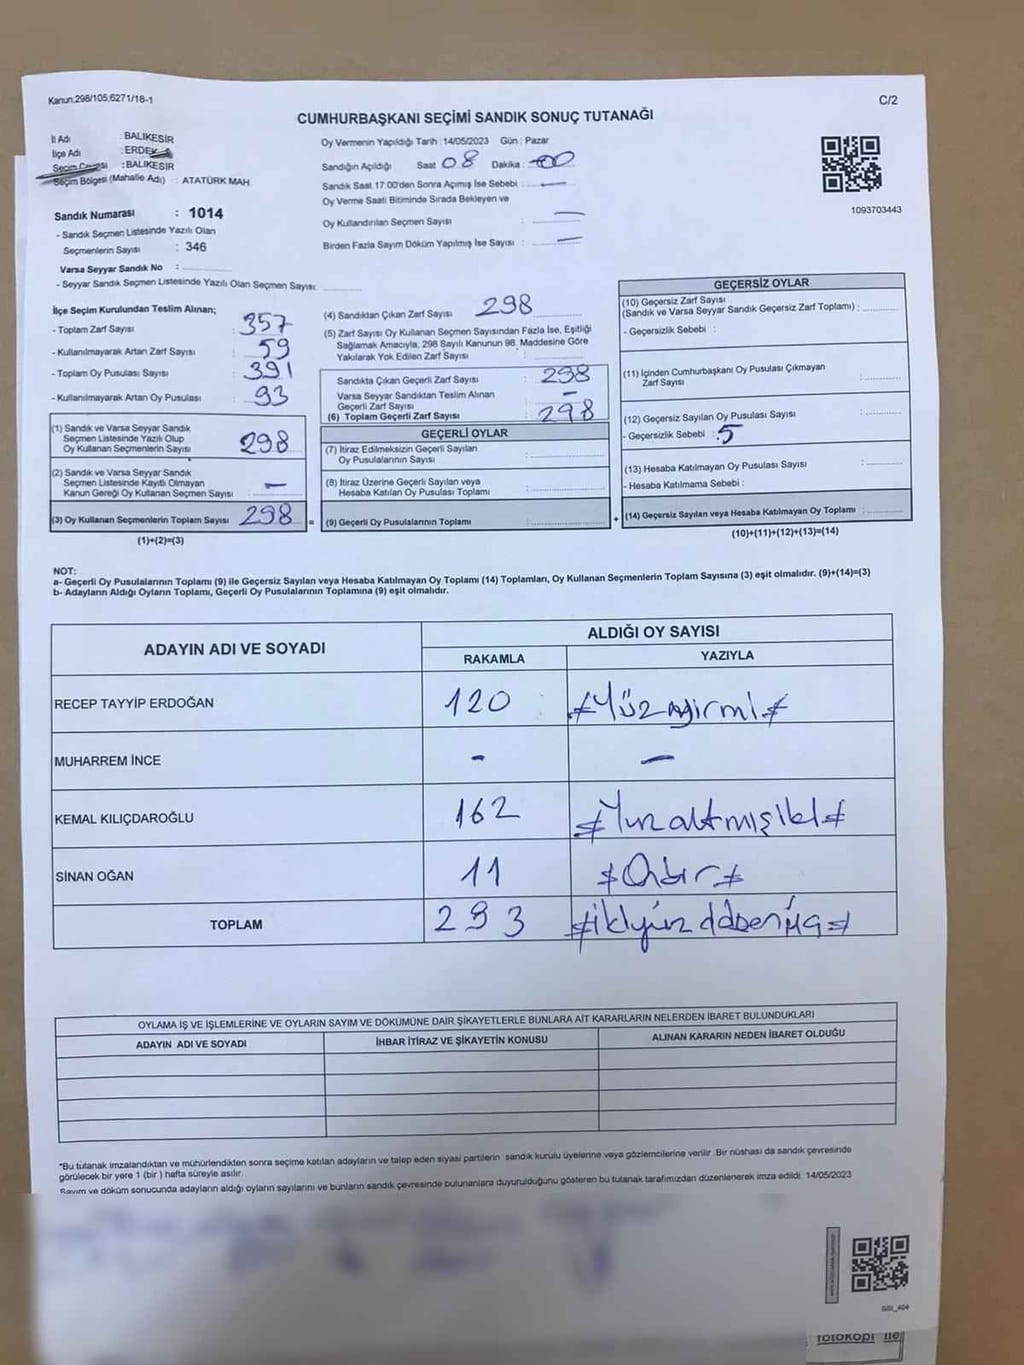 Kanun;298/105;6271/18-1
C/2
CUMHURBAŞKANI SEÇİMİ SANDIK SONUÇ TUTANAĞI
İl Adı : BALIKESİR
İlçe Adı : ERDEK
Seçim Çevresi : BALIKESİR
Seçim Bölgesi (Mahalle Adı) : ATATÜRK MAH
Sandık Numarası : 1014
- Sandık Seçmen Listesinde Yazılı Olan
Seçmenlerin Sayısı : 346
Varsa Seyyar Sandık No :
- Seyyar Sandık Seçmen Listesinde Yazılı Olan Seçmen Sayısı:
Oy Vermenin Yapıldığı Tarih : 14/05/2023 Gün : Pazar
Sandığın Açıldığı Saat 08 Dakika : 00
Sandık Saat 17:00'den Sonra Açımış İse Sebebi : —
Oy Verme Saati Bitiminde Sırada Bekleyen ve
Oy Kullandırılan Seçmen Sayısı : —
Birden Fazla Sayım Döküm Yapılmış İse Sayısı : —
1093703443
İlçe Seçim Kurulundan Teslim Alınan;
- Toplam Zarf Sayısı : 357
- Kullanılmayarak Artan Zarf Sayısı : 59
- Toplam Oy Pusulası Sayısı : 391
- Kullanılmayarak Artan Oy Pusulası : 93
(1) Sandık ve Varsa Seyyar Sandık
Seçmen Listesinde Yazılı Olup
Oy Kullanan Seçmenlerin Sayısı : 298
(2) Sandık ve Varsa Seyyar Sandık
Seçmen Listesinde Kayıtlı Olmayan
Kanun Gereği Oy Kullanan Seçmen Sayısı : —
(3) Oy Kullanan Seçmenlerin Toplam Sayısı 298 =
(1)+(2)=(3)
(4) Sandıktan Çıkan Zarf Sayısı : 298
(5) Zarf Sayısı Oy Kullanan Seçmen Sayısından Fazla İse, Eşitliği
Sağlamak Amacıyla, 298 Sayılı Kanunun 98. Maddesine Göre
Yakılarak Yok Edilen Zarf Sayısı :
Sandıkta Çıkan Geçerli Zarf Sayısı : 298
Varsa Seyyar Sandıktan Teslim Alınan
Geçerli Zarf Sayısı : —
(6) Toplam Geçerli Zarf Sayısı : 298
GEÇERLİ OYLAR
(7) İtiraz Edilmeksizin Geçerli Sayılan
Oy Pusulalarının Sayısı :
(8) İtiraz Üzerine Geçerli Sayılan veya
Hesaba Katılan Oy Pusulası Toplamı :
(9) Geçerli Oy Pusulalarının Toplamı : +
GEÇERSİZ OYLAR
(10) Geçersiz Zarf Sayısı
(Sandık ve Varsa Seyyar Sandık Geçersiz Zarf Toplamı) :
- Geçersizlik Sebebi :
(11) İçinden Cumhurbaşkanı Oy Pusulası Çıkmayan
Zarf Sayısı :
(12) Geçersiz Sayılan Oy Pusulası Sayısı :
- Geçersizlik Sebebi : 5
(13) Hesaba Katılmayan Oy Pusulası Sayısı :
- Hesaba Katılmama Sebebi :
(14) Geçersiz Sayılan veya Hesaba Katılmayan Oy Toplamı :
(10)+(11)+(12)+(13)=(14)
NOT:
a- Geçerli Oy Pusulalarının Toplamı (9) ile Geçersiz Sayılan veya Hesaba Katılmayan Oy Toplamı (14) Toplamları, Oy Kullanan Seçmenlerin Toplam Sayısına (3) eşit olmalıdır. (9)+(14)=(3)
b- Adayların Aldığı Oyların Toplamı, Geçerli Oy Pusulalarının Toplamına (9) eşit olmalıdır.
ADAYIN ADI VE SOYADI
ALDIĞI OY SAYISI
RAKAMLA YAZIYLA
RECEP TAYYİP ERDOĞAN 120 Yüzyirmi
MUHARREM İNCE - —
KEMAL KILIÇDAROĞLU 162 Yuzaltmışiki
SİNAN OĞAN 11 Onbir
TOPLAM 293
OYLAMA İŞ VE İŞLEMLERİNE VE OYLARIN SAYIM VE DÖKÜMÜNE DAİR ŞİKAYETLERLE BUNLARA AİT KARARLARIN NELERDEN İBARET BULUNDUKLARI
ADAYIN ADI VE SOYADI İHBAR İTİRAZ VE ŞİKAYETİN KONUSU ALINAN KARARIN NEDEN İBARET OLDUĞU
*Bu tutanak imzalandıktan ve mühürlendikten sonra seçime katılan adayların ve talep eden siyasi partilerin sandık kurulu üyelerine veya gözlemcilerine verilir. Bir nüshası da sandık çevresinde
görülecek bir yere 1 (bir ) hafta süreyle asılır.
Sayım ve döküm sonucunda adayların aldığı oyların sayılarını ve bunların sandık çevresinde bulunanlara duyurulduğunu gösteren bu tutanak tarafımızdan düzenlenerek imza edildi. 14/05/2023
fotokopi ile